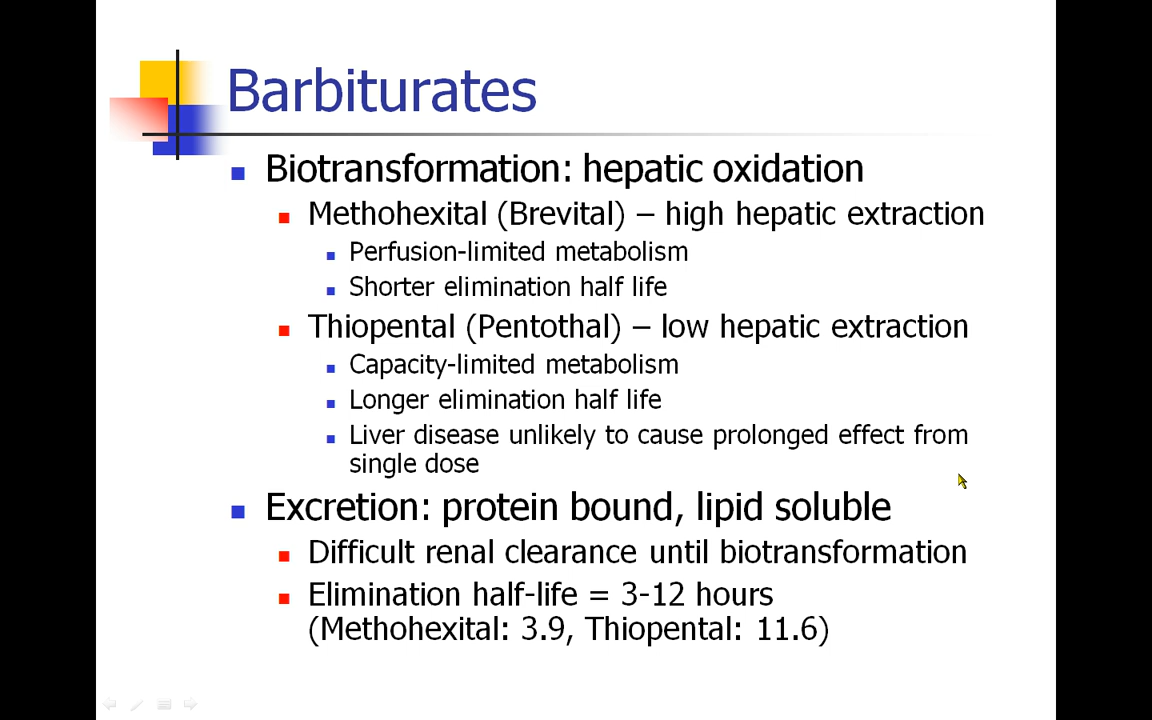 Barbiturates
Biotransformation: hepatic oxidation
Methohexital (Brevital) – high hepatic extraction
Perfusion-limited metabolism
Shorter elimination half life
Thiopental (Pentothal) – low hepatic extraction
Capacity-limited metabolism
Longer elimination half life
Liver disease unlikely to cause prolonged effect from
single dose
Excretion: protein bound, lipid soluble
Difficult renal clearance until biotransformation
Elimination half-life = 3-12 hours
(Methohexital: 3.9, Thiopental: 11.6)